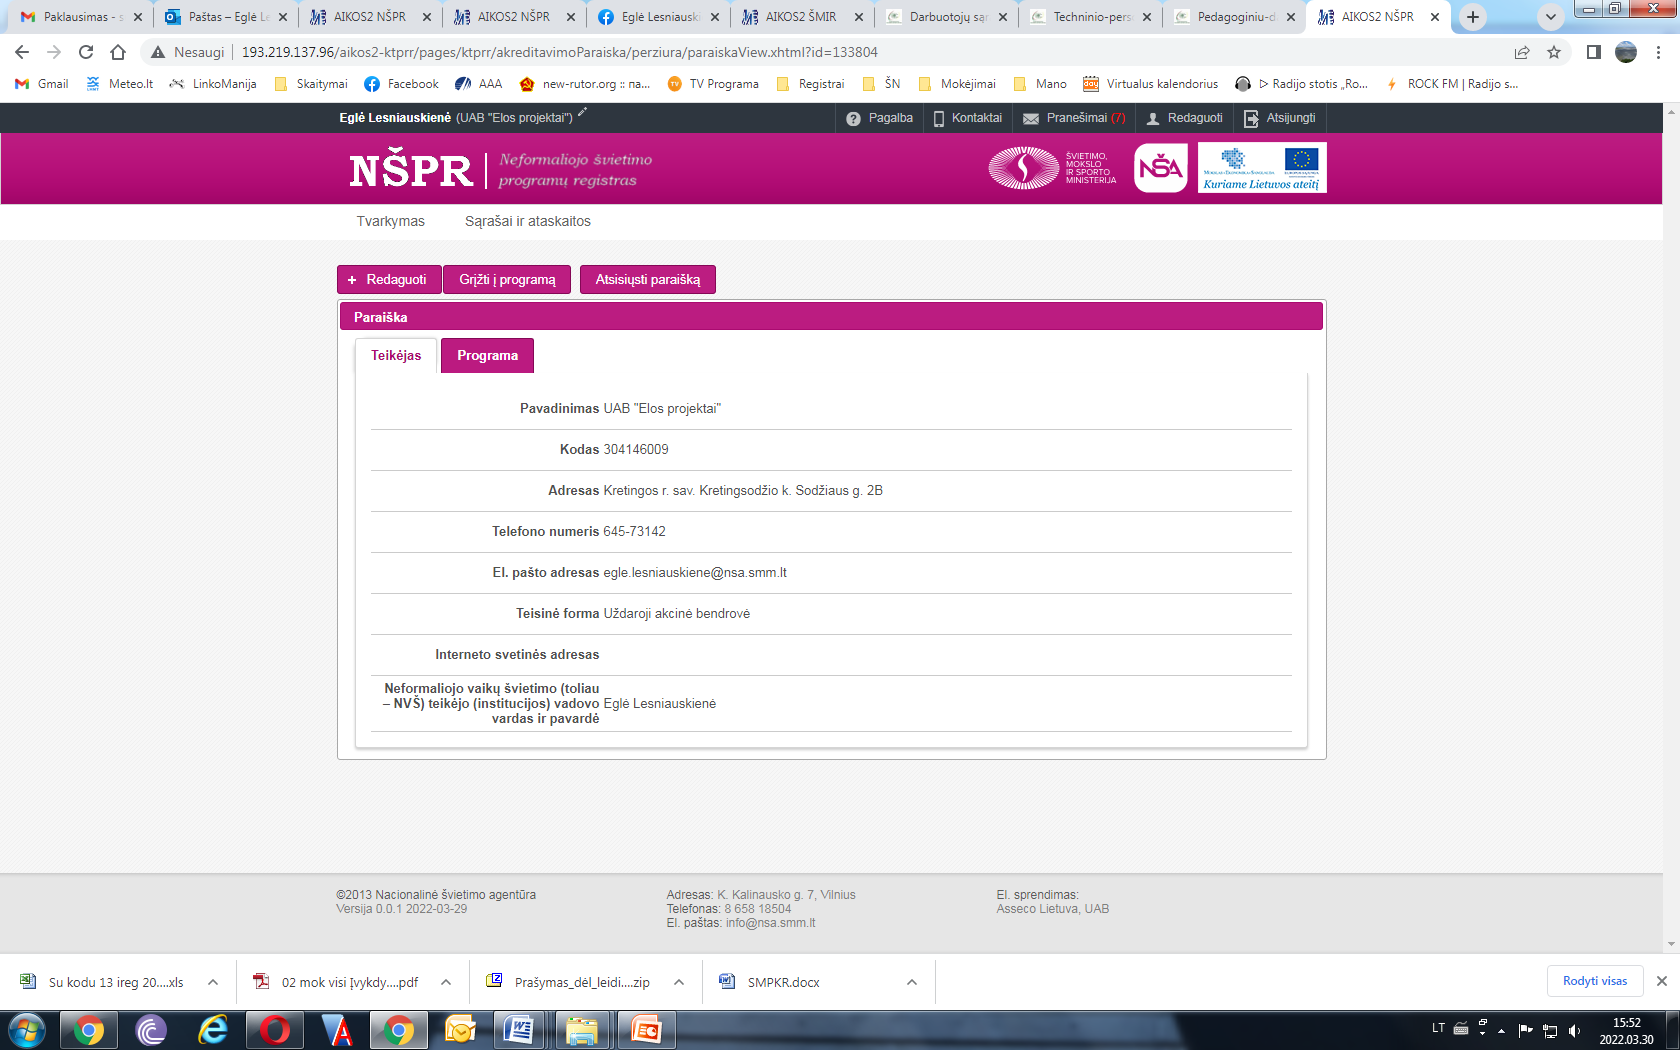 Paklausimas - s
Paštas – Eglė Le
AIKOS2 NŠPR
AIKOS2 NŠPR
Eglė Lesniauski
AIKOS2 ŠMIR
Darbuotojų sąr
Techninio-pers
Pedagoginiu-d
AIKOS2 NŠPR
Nesaugi
193.219.137.96/aikos2-ktprr/pages/ktprr/akreditavimoParaiska/perziura/paraiskaView.xhtml?id=133804
Gmail
Meteo.lt
LinkoManija
Skaitymai
Facebook
AAA
new-rutor.org :: па...
TV Programa
Registrai
ŠN
Mokėjimai
Mano
Virtualus kalendorius
ᐅ Radijo stotis „Ro...
ROCK FM | Radijo s...
Eglė Lesniauskienė (UAB "Elos projektai")
Pagalba
Kontaktai
Pranešimai (7)
Redaguoti
Atsijungti
NŠPR
Neformaliojo švietimo
programų registras
ŠVIETIMO,
MOKSLO
IR SPORTO
MINISTERIJA
NŠA
Kuriame Lietuvos ateitį
Tvarkymas
Sąrašai ir ataskaitos
+ Redaguoti
Grįžti į programą
Atsisiųsti paraišką
Paraiška
Teikėjas
Programa
Pavadinimas UAB "Elos projektai"
Kodas 304146009
Adresas Kretingos r. sav. Kretingsodžio k. Sodžiaus g. 2B
Telefono numeris 645-73142
El. pašto adresas egle.lesniauskiene@nsa.smm.lt
Teisinė forma Uždaroji akcinė bendrovė
Interneto svetinės adresas
Neformaliojo vaikų švietimo (toliau
– NVŠ) teikėjo (institucijos) vadovo Eglė Lesniauskienė
vardas ir pavardė
©2013 Nacionalinė švietimo agentūra
Versija 0.0.1 2022-03-29
Adresas: K. Kalinausko g. 7, Vilnius
Telefonas: 8 658 18504
El. paštas: info@nsa.smm.lt
El. sprendimas:
Asseco Lietuva, UAB
Su kodu 13 ireg 20....xls
02 mok visi Įvykdy....pdf
Prašymas_dėl_leidi....zip
SMPKR.docx
Rodyti visas
LT
15:52
2022.03.30